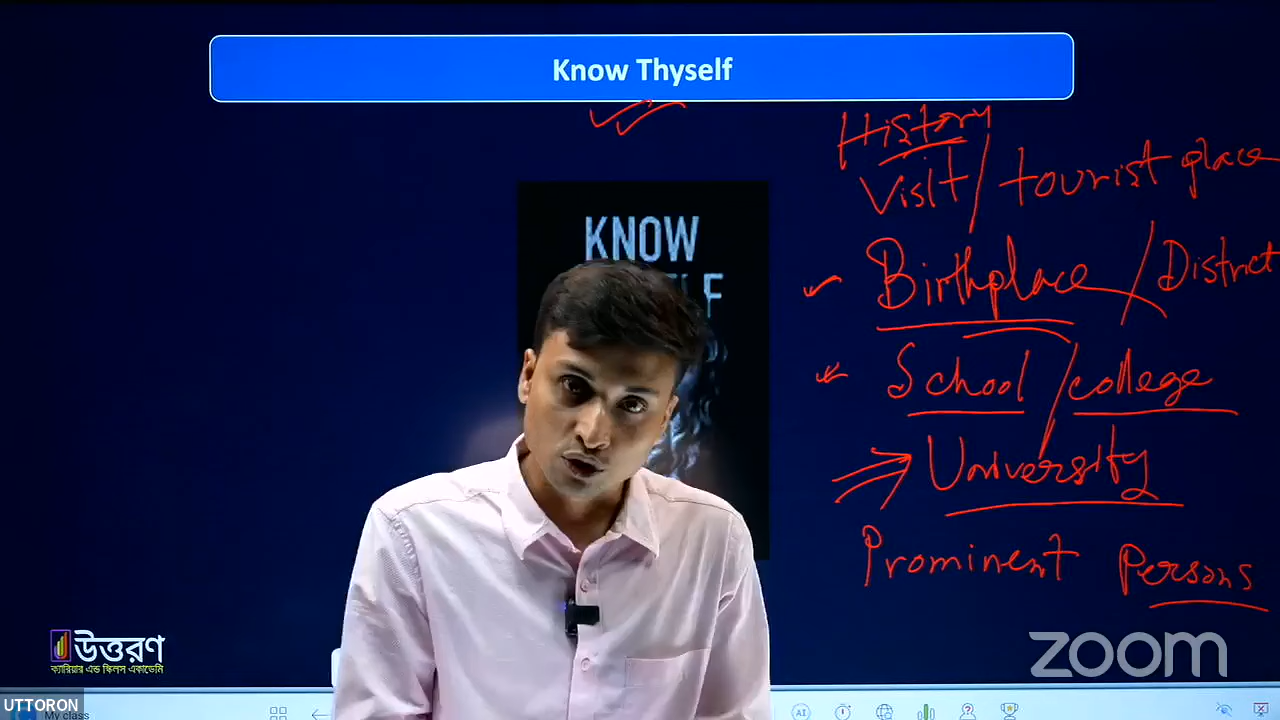 Know Thyself
History
Visit / tourist place
KNOW
Birthplace / District
School / college
University
Prominent Persons
উত্তরণ
ক্যারিয়ার এন্ড স্কিলস একাডেমি
zoom
UTTORON
My class
AI